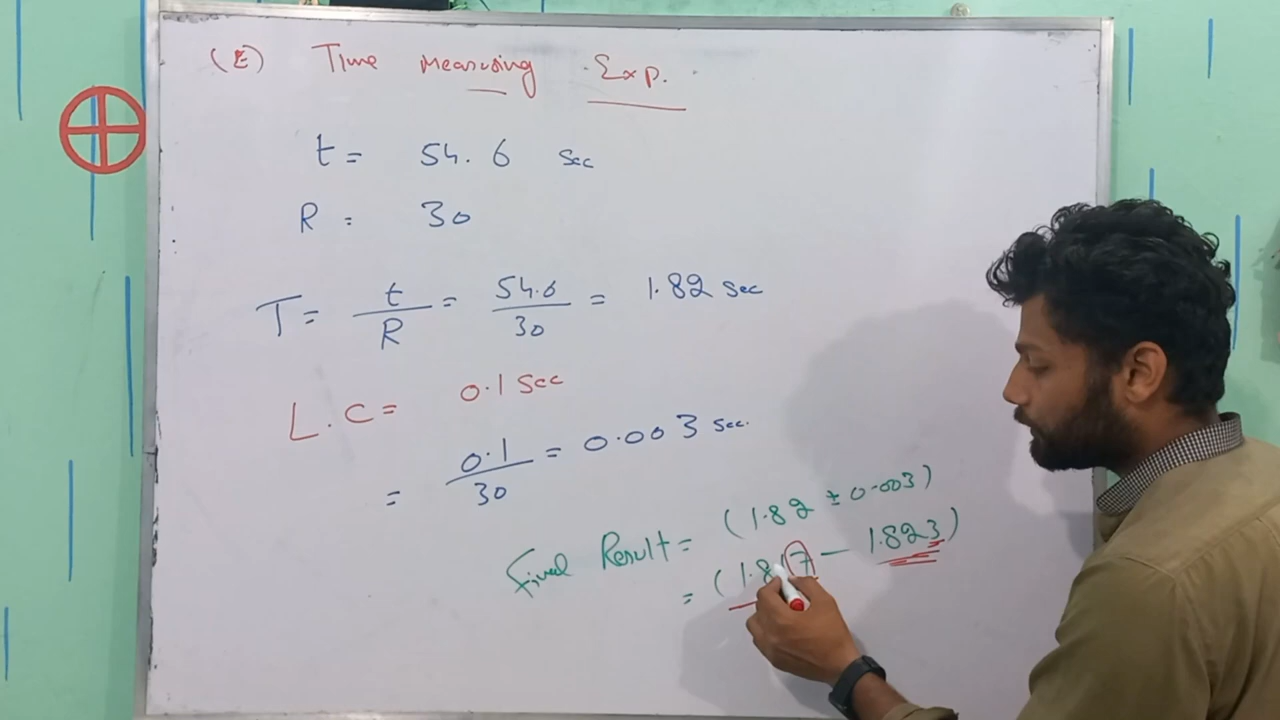 (E) Time Measuring Exp.
t = 54.6 sec
R = 30
T = t/R = 54.6/30 = 1.82 sec
L.C = 0.1 sec
= 0.1/30 = 0.003 sec.
Final Result = (1.82 ± 0.003)
= (1.817 — 1.823)